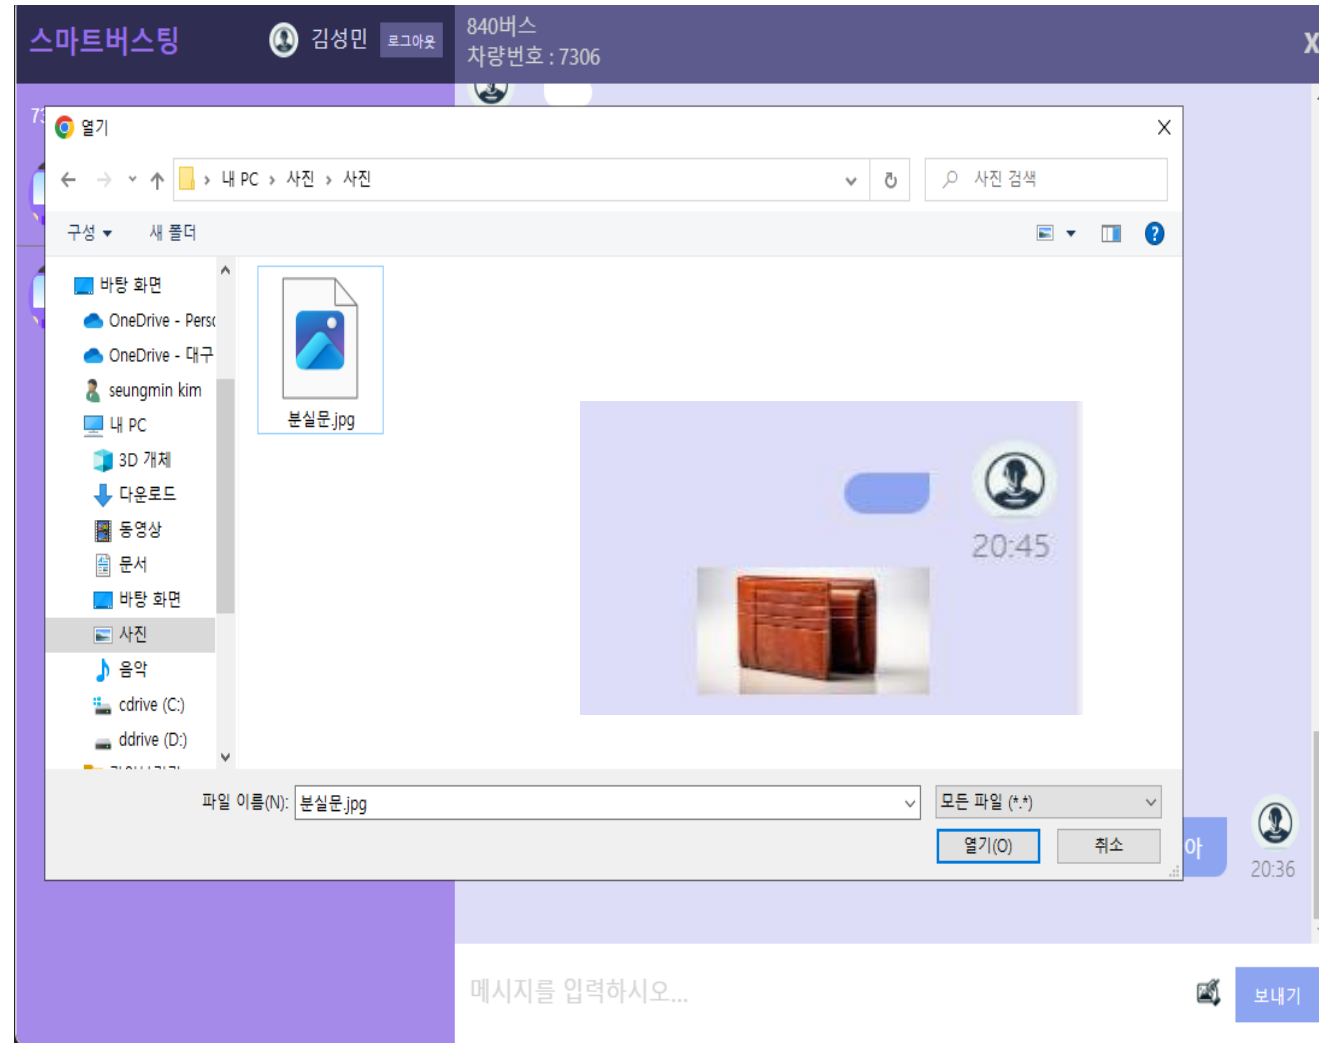 스마트버스팅
김성민
로그아웃
840버스
차량번호 : 7306
X
열기
내 PC › 사진 › 사진
사진 검색
구성
새 폴더
바탕 화면
OneDrive - Perso
OneDrive - 대구
seungmin kim
내 PC
3D 개체
다운로드
동영상
문서
바탕 화면
사진
음악
cdrive (C:)
ddrive (D:)
분실문.jpg
20:45
파일 이름(N):
분실문.jpg
모든 파일 (*.*)
열기(O)
취소
아
20:36
메시지를 입력하시오...
보내기